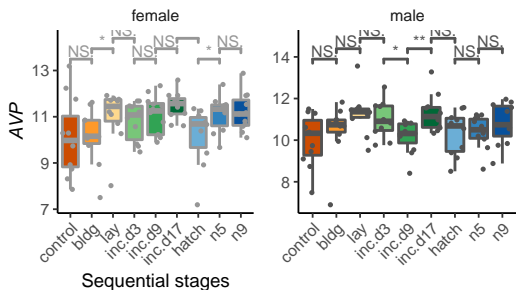 female
male
NS. * NS. NS. NS. NS. * NS.
NS. NS. NS. * ** NS. NS.
AVP
13
11
9
7
14
12
10
8
control bldg lay inc.d3 inc.d9 inc.d17 hatch n5 n9
control bldg lay inc.d3 inc.d9 inc.d17 hatch n5 n9
Sequential stages